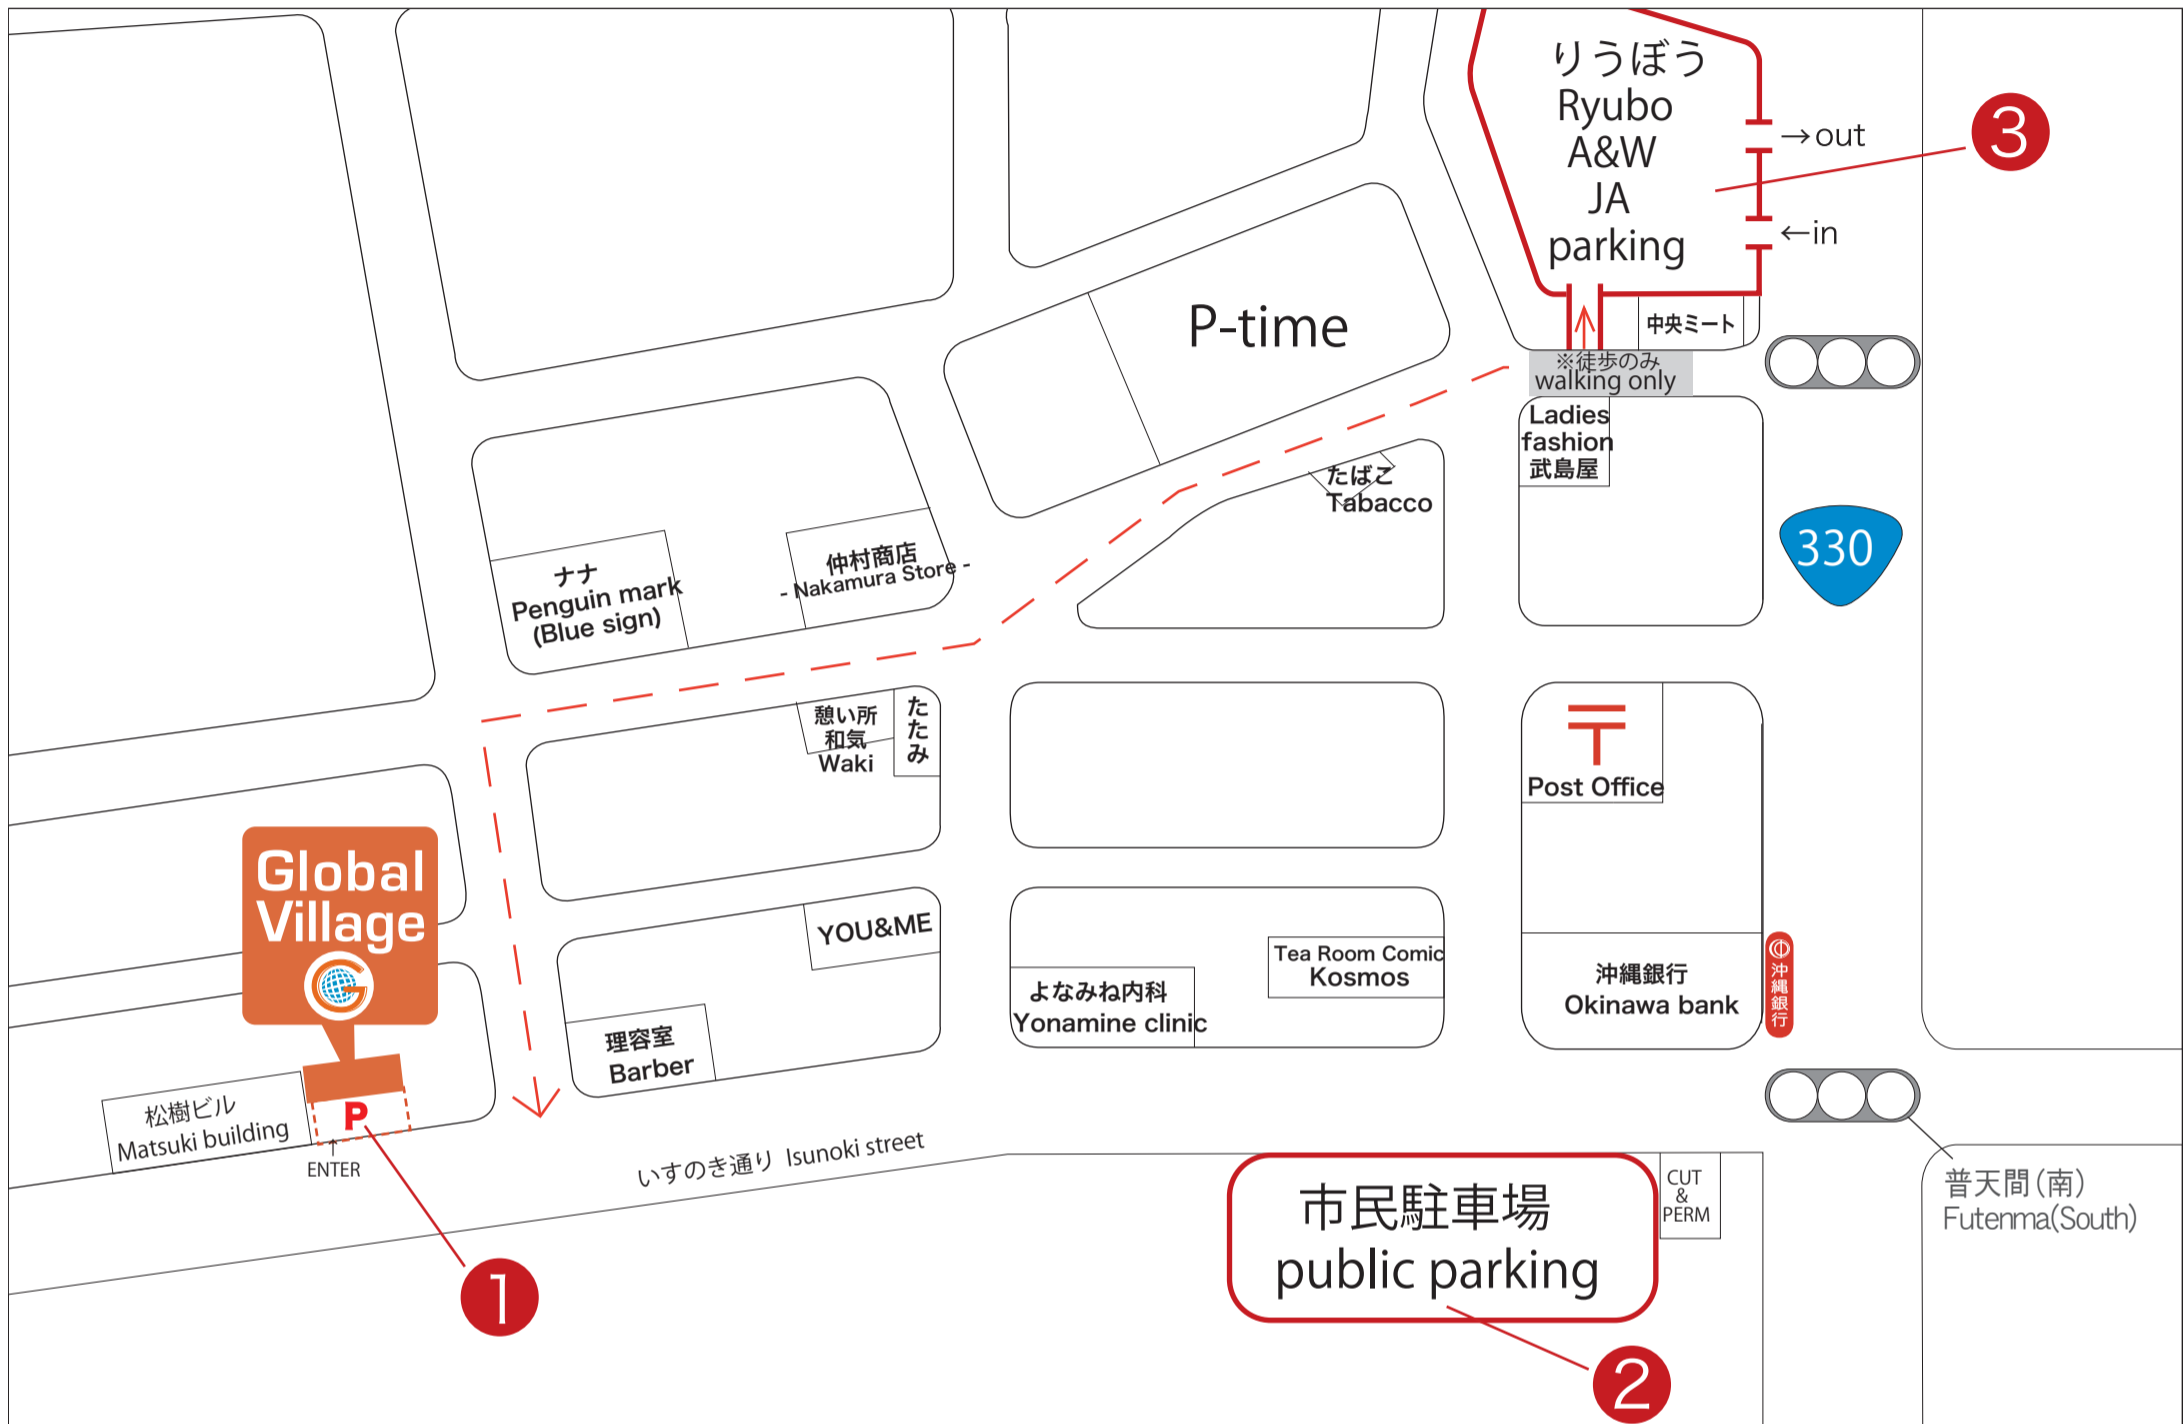 りうぼう
Ryubo
A&W
JA
parking
→out
←in
3
中央ミート
※徒歩のみ
walking only
P-time
Ladies
fashion
武島屋
たばこ
Tabacco
330
ナナ
Penguin mark
(Blue sign)
仲村商店
- Nakamura Store -
憩い所
和気
Waki
たたみ
〒
Post Office
Global
Village
G
YOU&ME
Tea Room Comic
Kosmos
よなみね内科
Yonamine clinic
沖縄銀行
Okinawa bank
沖縄銀行
理容室
Barber
松樹ビル
Matsuki building
P
↑
ENTER
いすのき通り Isunoki street
1
市民駐車場
public parking
CUT
&
PERM
普天間(南)
Futenma(South)
2